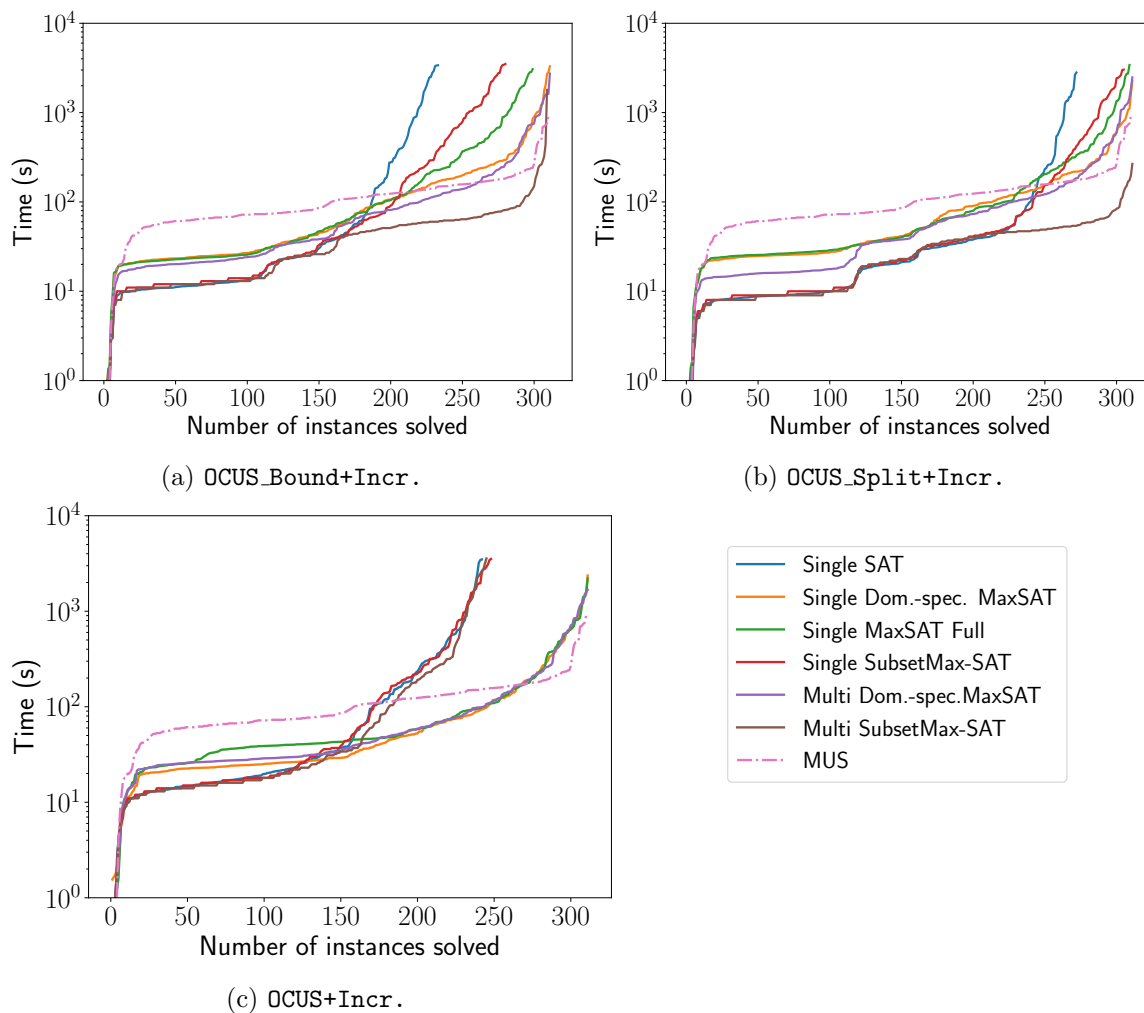 10^4
10^3
10^2
10^1
10^0
Time (s)
0 50 100 150 200 250 300
Number of instances solved
(a) OCUS_Bound+Incr.
10^4
10^3
10^2
10^1
10^0
Time (s)
0 50 100 150 200 250 300
Number of instances solved
(b) OCUS_Split+Incr.
10^4
10^3
10^2
10^1
10^0
Time (s)
0 50 100 150 200 250 300
Number of instances solved
(c) OCUS+Incr.
Single SAT
Single Dom.-spec. MaxSAT
Single MaxSAT Full
Single SubsetMax-SAT
Multi Dom.-spec.MaxSAT
Multi SubsetMax-SAT
MUS